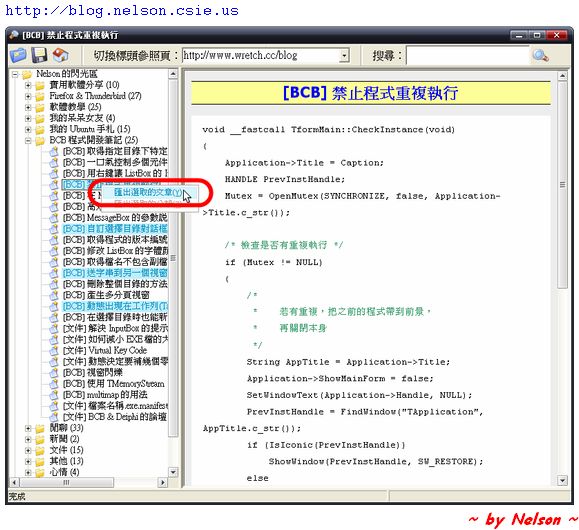 http://blog.nelson.csie.us
[BCB] 禁止程式重複執行
切換標頭參照頁：
http://www.wretch.cc/blog
搜尋：
Nelson 的閃光區
實用軟體分享 (10)
Firefox & Thunderbird (27)
軟體教學 (25)
我的呆呆女友 (4)
我的 Ubuntu 手札 (15)
BCB 程式開發筆記 (25)
[BCB] 取得指定目錄下特定
[BCB] 一口氣控制多個元件
[BCB] 用右鍵讓 ListBox 的 I
[BCB]
匯出選取的文章(Y)
[BCB] MessageBox 的參數說
[BCB] 自訂選擇目錄對話框
[BCB] 取得程式的版本編號
[BCB] 修改 ListBox 的字體顏
[BCB] 取得檔名不包含副檔
[BCB] 送字串到另一個視窗
[BCB] 刪除整個目錄的方法
[BCB] 產生多分頁視窗
[BCB] 動態出現在工作列(Ta
[BCB] 在選擇目錄時也能新
[文件] 解決 InputBox 的提示
[文件] 如何減小 EXE 檔的大
[文件] Virtual Key Code
[文件] 動態決定要補幾個零
[BCB] 視窗閃爍
[BCB] 使用 TMemoryStream
[BCB] multimap 的用法
[文件] 檔案名稱.exe.manifest
[文件] BCB & Delphi 的論壇
閒聊 (33)
新聞 (2)
文件 (15)
其他 (13)
心情 (4)
[BCB] 禁止程式重複執行
void __fastcall TformMain::CheckInstance(void)
{
Application->Title = Caption;
HANDLE PrevInstHandle;
Mutex = OpenMutex(SYNCHRONIZE, false, Application-
>Title.c_str());
/* 檢查是否有重複執行 */
if (Mutex != NULL)
{
/*
* 若有重複，把之前的程式帶到前景，
* 再關閉本身
*/
String AppTitle = Application->Title;
Application->ShowMainForm = false;
SetWindowText(Application->Handle, NULL);
PrevInstHandle = FindWindow("TApplication",
AppTitle.c_str());
if (IsIconic(PrevInstHandle))
ShowWindow(PrevInstHandle, SW_RESTORE);
else
完成
~ by Nelson ~